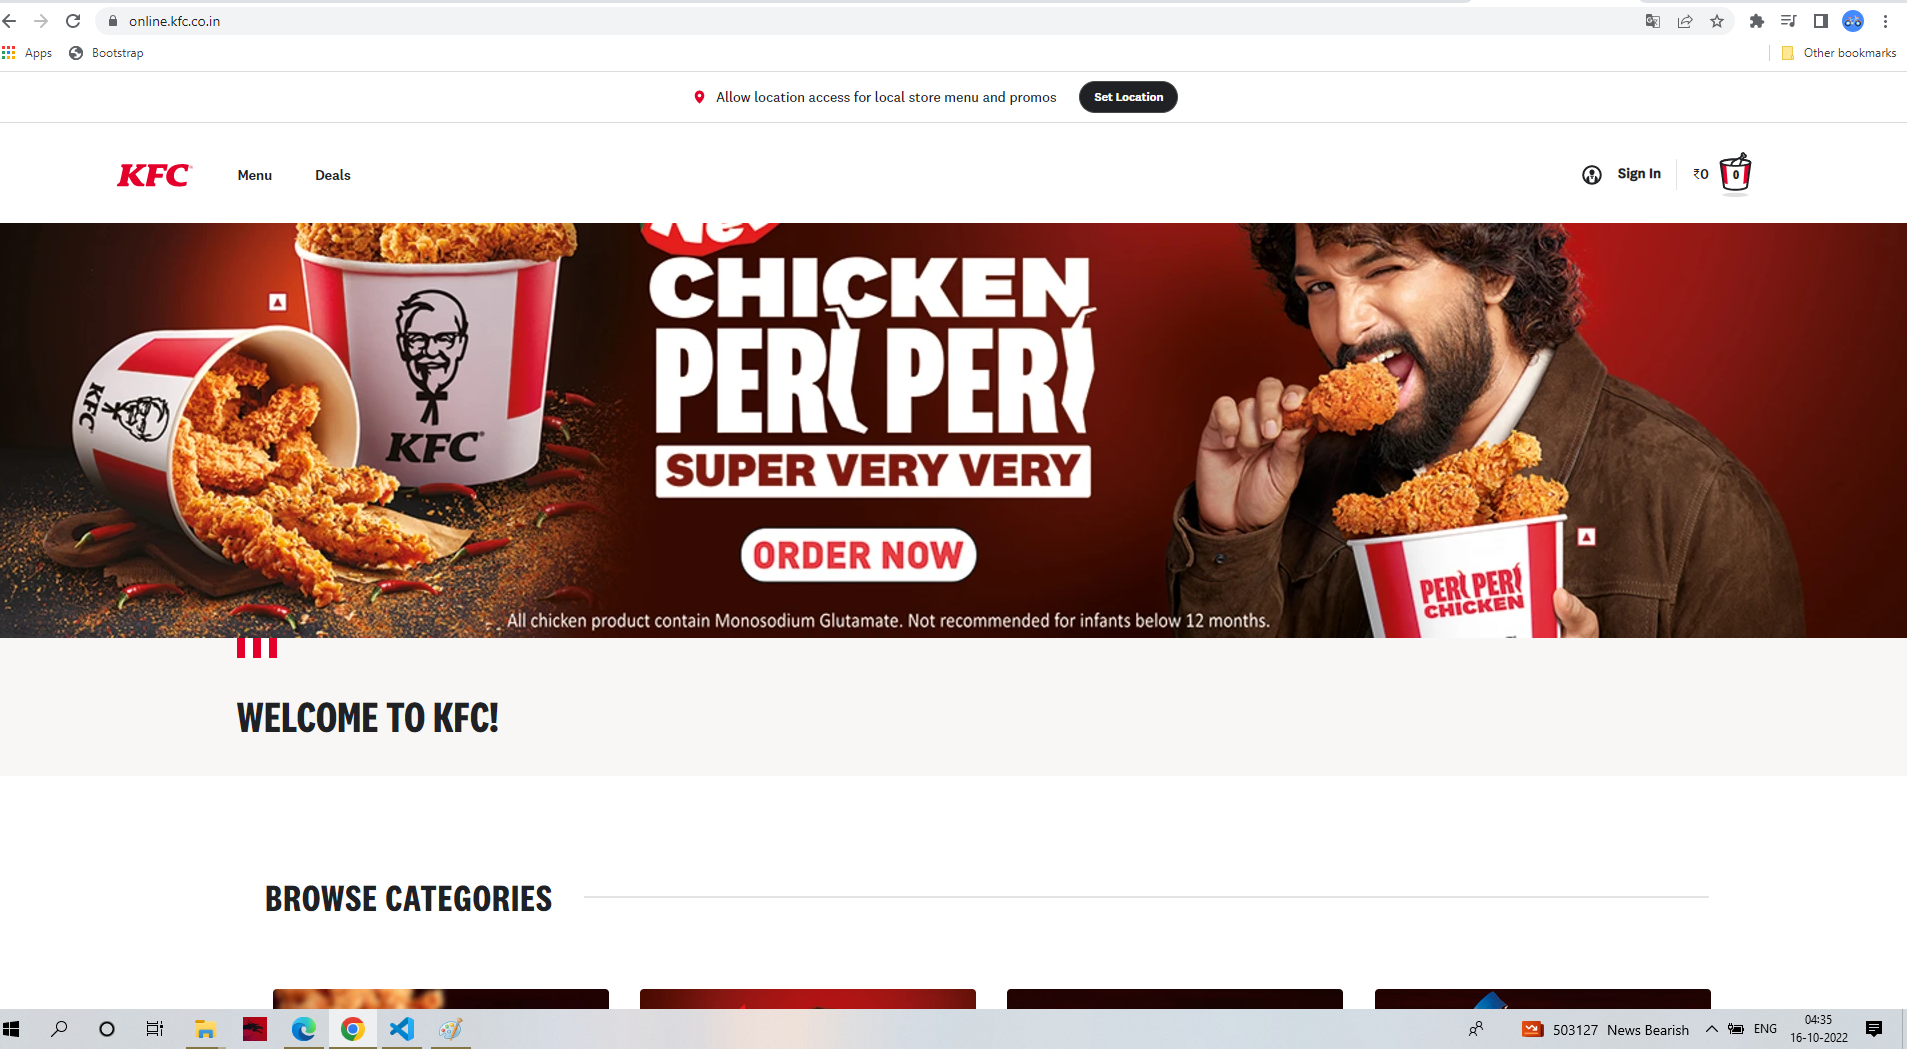 online.kfc.co.in
Apps
Bootstrap
Other bookmarks
Allow location access for local store menu and promos
Set Location
KFC
Menu
Deals
Sign In
₹0
0
New
CHICKEN
PERI PERI
SUPER VERY VERY
ORDER NOW
All chicken product contain Monosodium Glutamate. Not recommended for infants below 12 months.
KFC
KFC
PERI PERI
CHICKEN
WELCOME TO KFC!
BROWSE CATEGORIES
503127 News Bearish
ENG
04:35
16-10-2022